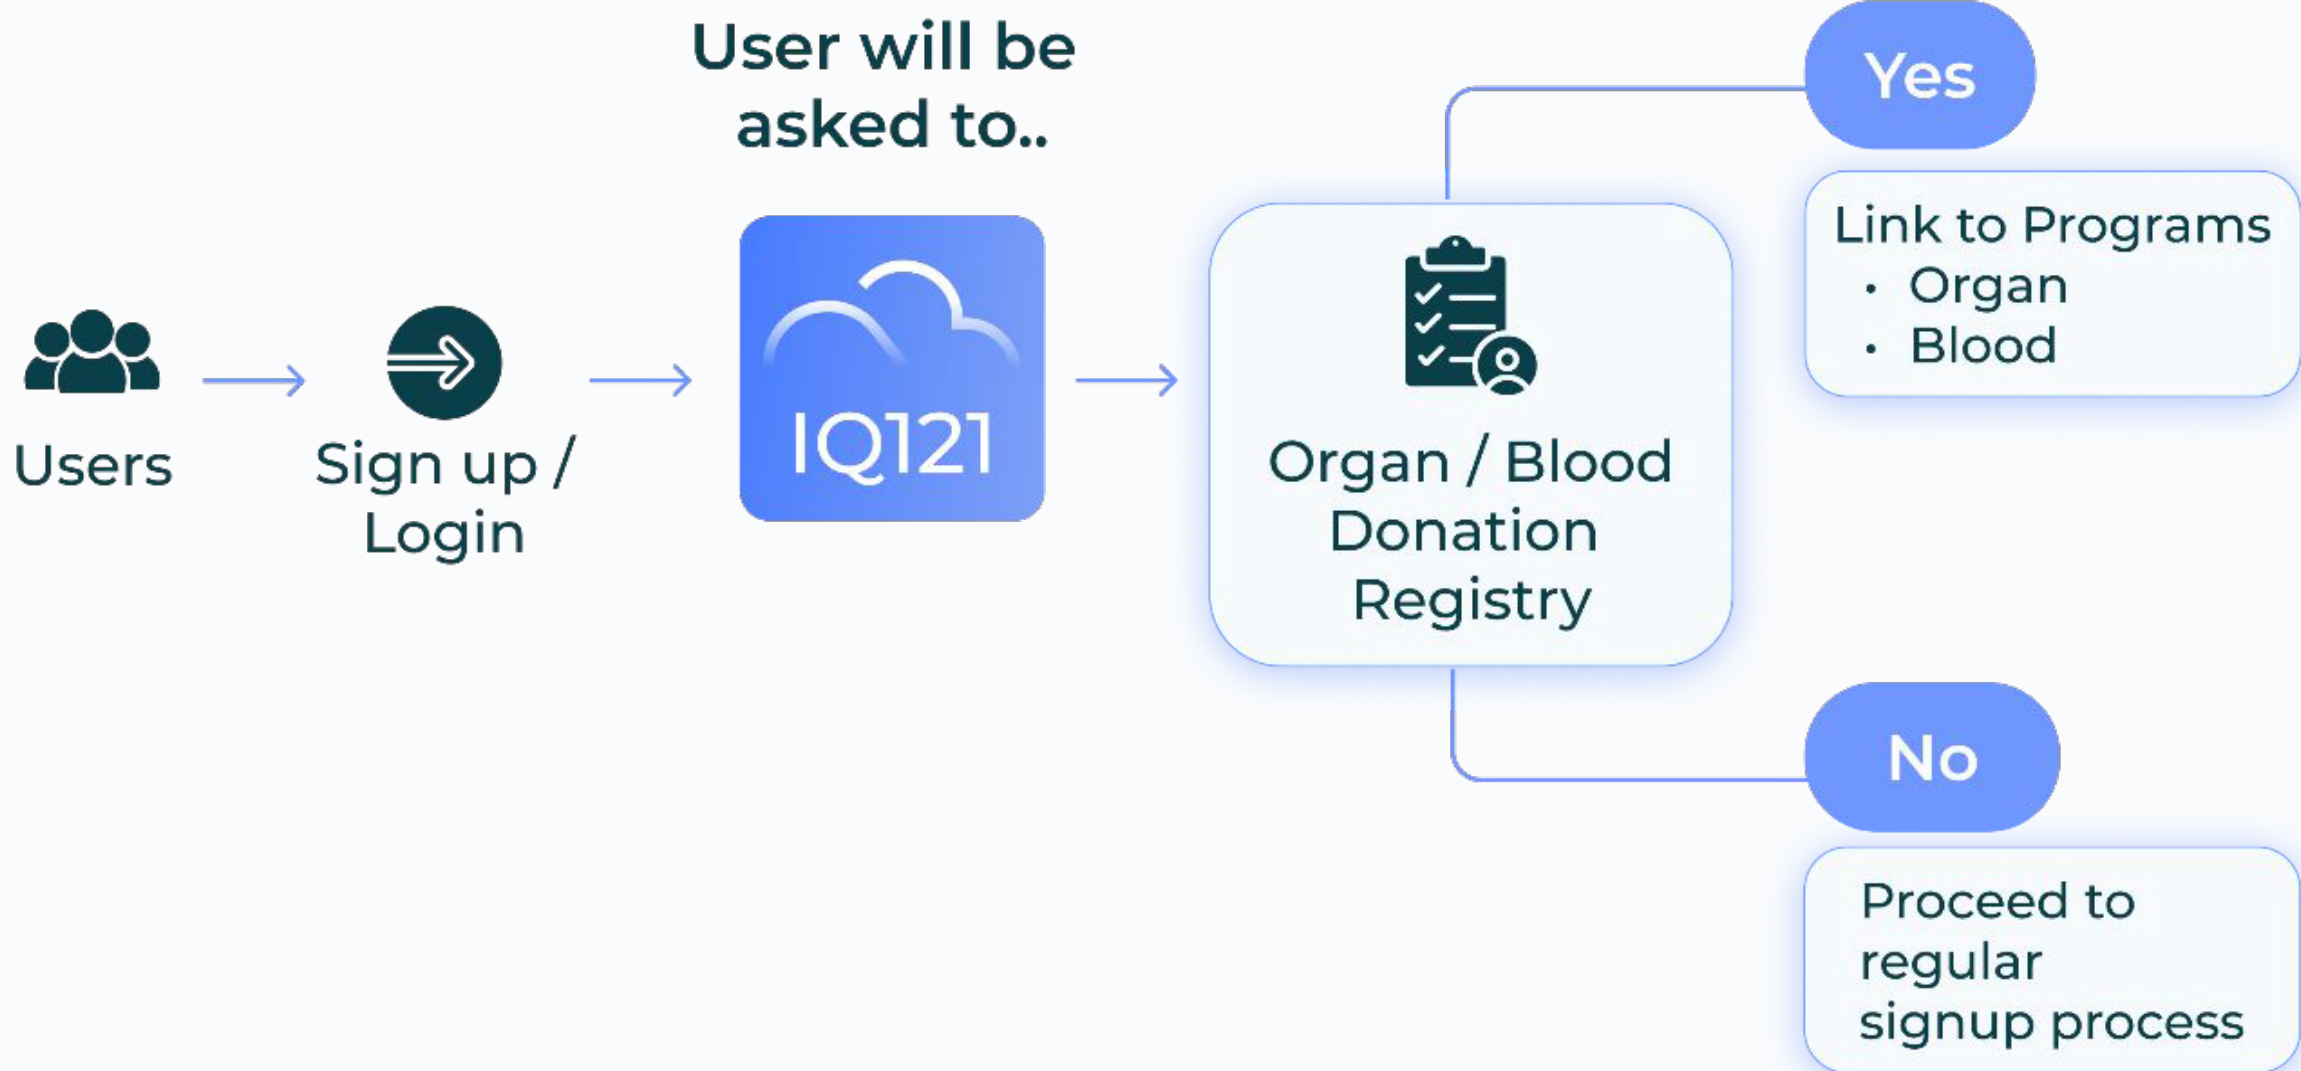 User will be
asked to..
Users
Sign up /
Login
IQ121
Organ / Blood
Donation
Registry
Yes
Link to Programs
• Organ
• Blood
No
Proceed to
regular
signup process